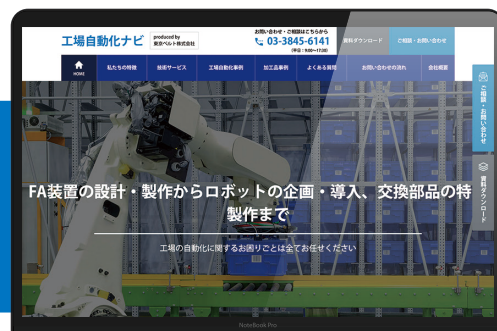 工場自動化ナビ
produced by
東京ベルト株式会社
お問い合わせ・ご相談はこちらから
03-3845-6141
(平日:9:00~17:30)
資料ダウンロード
ご相談・お問い合わせ
HOME
私たちの特徴
技術サービス
工場自動化事例
加工品事例
よくある質問
お問い合わせの流れ
会社概要
ご相談・お問い合わせ
資料ダウンロード
FA装置の設計・製作からロボットの企画・導入、交換部品の特
製作まで
工場の自動化に関するお困りごとは全てお任せください
NoteBook Pro